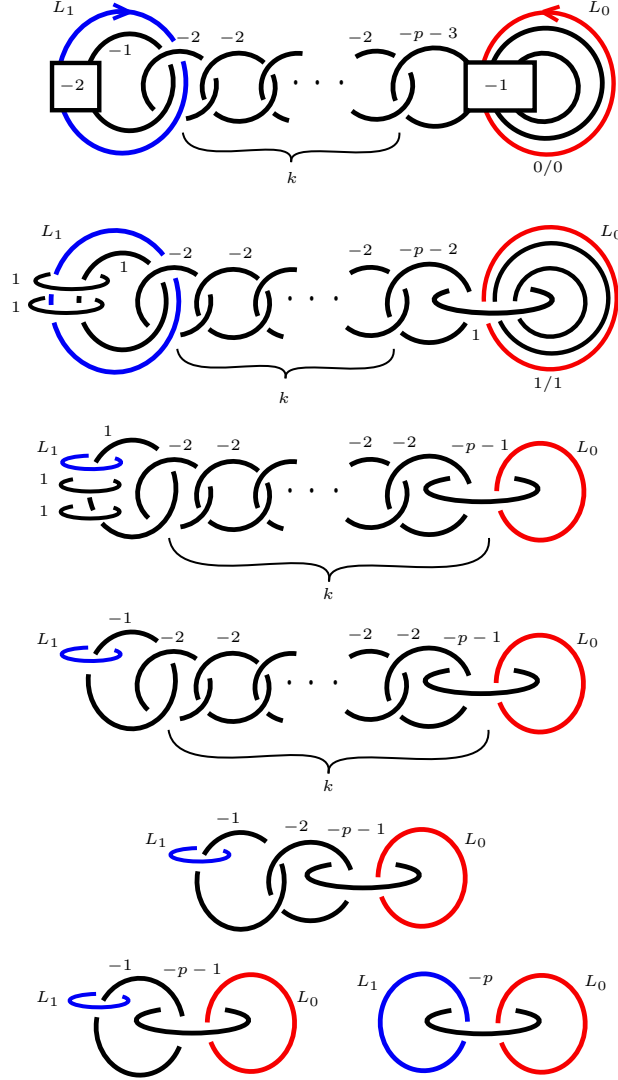 L₁ −1 −2 −2 −2 −p − 3 L₀
−2 · · · −1
k
0/0
L₁ 1 −2 −2 −2 −p − 2 L₀
1
1 · · · 1
k
1/1
L₁ 1 −2 −2 −2 −2 −p − 1 L₀
1
1 · · ·
k
L₁ −1 −2 −2 −2 −2 −p − 1 L₀
· · ·
k
L₁ −1 −2 −p − 1 L₀
L₁ −1 −p − 1 L₀ L₁ −p L₀